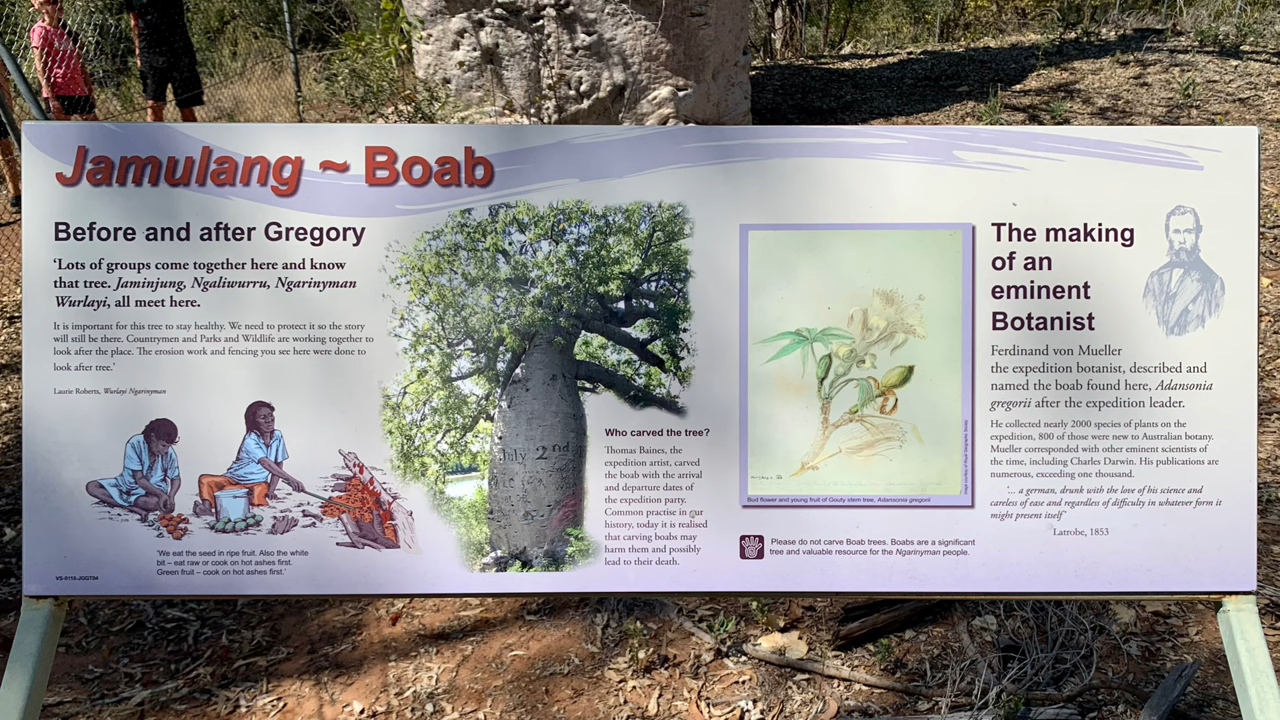 Jamulang ~ Boab
Before and after Gregory
'Lots of groups come together here and know
that tree. Jaminjung, Ngaliwurru, Ngarinyman
Wurlayi, all meet here.
It is important for this tree to stay healthy. We need to protect it so the story
will still be there. Countrymen and Parks and Wildlife are working together to
look after the place. The erosion work and fencing you see here were done to
look after tree.'
Laurie Roberts, Wurlayi Ngarinyman
'We eat the seed in ripe fruit. Also the white
bit – eat raw or cook on hot ashes first.
Green fruit – cook on hot ashes first.'
July 2nd
Who carved the tree?
Thomas Baines, the
expedition artist, carved
the boab with the arrival
and departure dates of
the expedition party.
Common practise in our
history, today it is realised
that carving boabs may
harm them and possibly
lead to their death.
Bud flower and young fruit of Gouty stem tree, Adansonia gregorii
Please do not carve Boab trees. Boabs are a significant
tree and valuable resource for the Ngarinyman people.
The making
of an
eminent
Botanist
Ferdinand von Mueller
the expedition botanist, described and
named the boab found here, Adansonia
gregorii after the expedition leader.
He collected nearly 2000 species of plants on the
expedition, 800 of those were new to Australian botany.
Mueller corresponded with other eminent scientists of
the time, including Charles Darwin. His publications are
numerous, exceeding one thousand.
'... a german, drunk with the love of his science and
careless of ease and regardless of difficulty in whatever form it
might present itself'
Latrobe, 1853